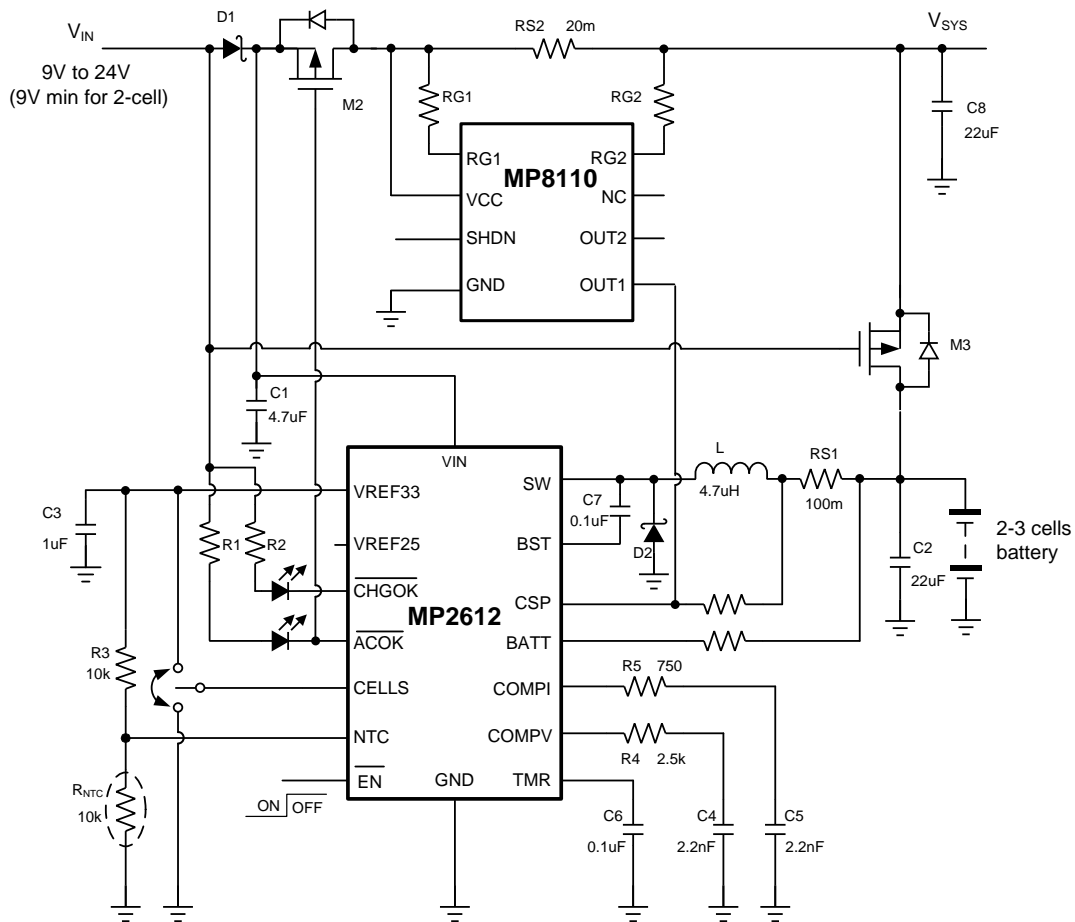 D1
RS2 20m
V_IN
V_SYS
9V to 24V
(9V min for 2-cell)
M2
RG1
RG2
C8
22uF
RG1
RG2
MP8110
VCC
NC
SHDN
OUT2
GND
OUT1
M3
C1
4.7uF
VIN
L
RS1
VREF33
SW
4.7uH
100m
C7
0.1uF
C3
1uF
R1
R2
VREF25
BST
D2
2-3 cells
battery
C2
22uF
CHGOK
CSP
MP2612
ACOK
BATT
R3
10k
R5 750
CELLS
COMPI
NTC
COMPV
R4 2.5k
EN
GND
TMR
R_NTC
10k
ON
OFF
C6
0.1uF
C4
2.2nF
C5
2.2nF